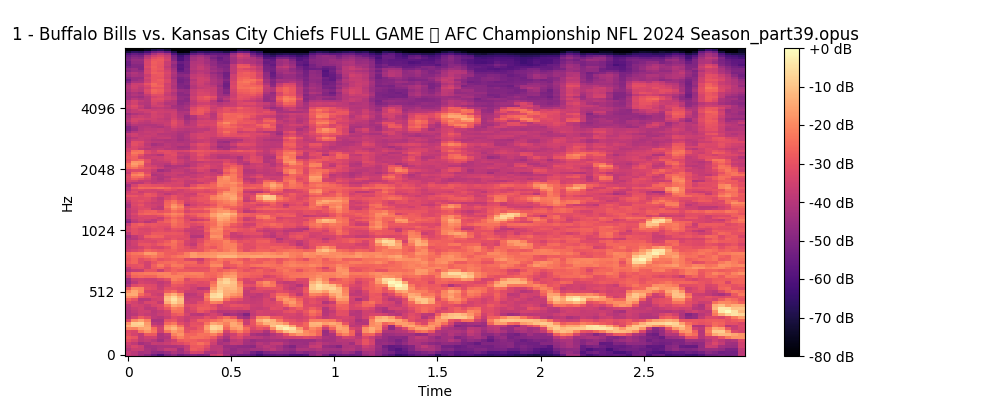 1 - Buffalo Bills vs. Kansas City Chiefs FULL GAME ▯ AFC Championship NFL 2024 Season_part39.opus
Hz
4096
2048
1024
512
0
0
0.5
1
1.5
2
2.5
Time
+0 dB
-10 dB
-20 dB
-30 dB
-40 dB
-50 dB
-60 dB
-70 dB
-80 dB